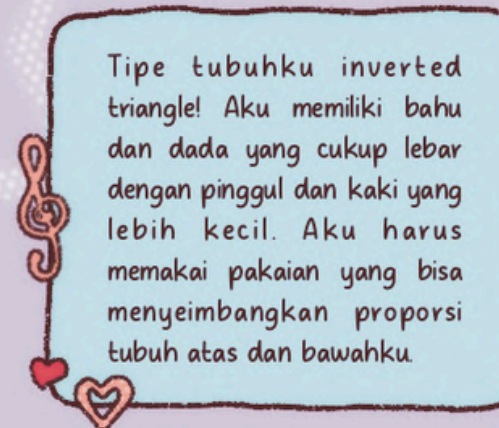 Tipe tubuhku inverted
triangle! Aku memiliki bahu
dan dada yang cukup lebar
dengan pinggul dan kaki yang
lebih kecil. Aku harus
memakai pakaian yang bisa
menyeimbangkan proporsi
tubuh atas dan bawahku.